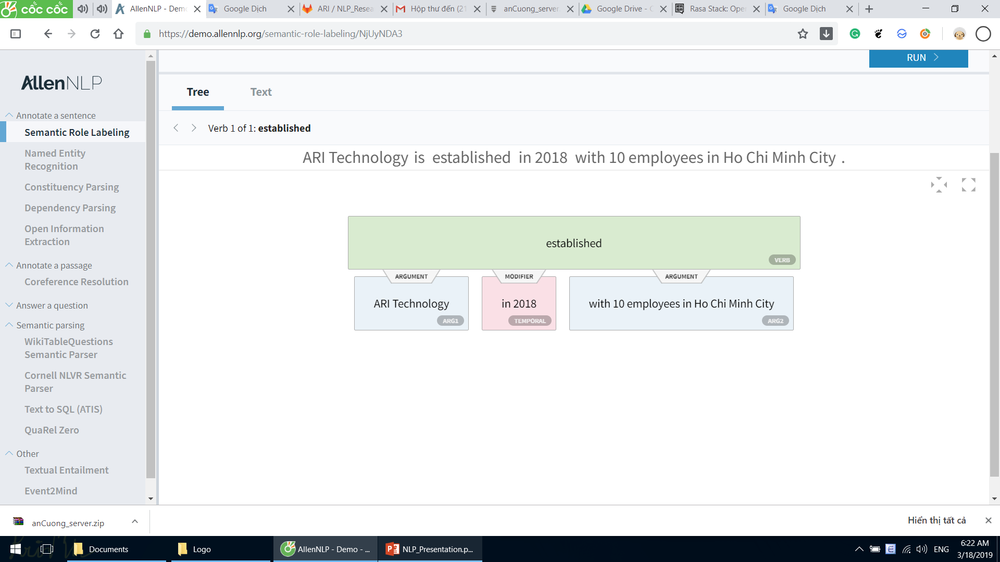 cốc cốc
AllenNLP - Demo
Google Dịch
ARI / NLP_Resea
Hộp thư đến (21
anCuong_server
Google Drive - C
Rasa Stack: Oper
Google Dịch
https://demo.allennlp.org/semantic-role-labeling/NjUyNDA3
RUN
AllenNLP
Annotate a sentence
Semantic Role Labeling
Named Entity
Recognition
Constituency Parsing
Dependency Parsing
Open Information
Extraction
Annotate a passage
Coreference Resolution
Answer a question
Semantic parsing
WikiTableQuestions
Semantic Parser
Cornell NLVR Semantic
Parser
Text to SQL (ATIS)
QuaRel Zero
Other
Textual Entailment
Event2Mind
Tree
Text
Verb 1 of 1: established
ARI Technology is established in 2018 with 10 employees in Ho Chi Minh City .
established
VERB
ARGUMENT
MODIFIER
ARGUMENT
ARI Technology
in 2018
with 10 employees in Ho Chi Minh City
ARG1
TEMPORAL
ARG2
anCuong_server.zip
Hiển thị tất cả
Documents
Logo
AllenNLP - Demo - ...
NLP_Presentation.p...
ENG
6:22 AM
3/18/2019